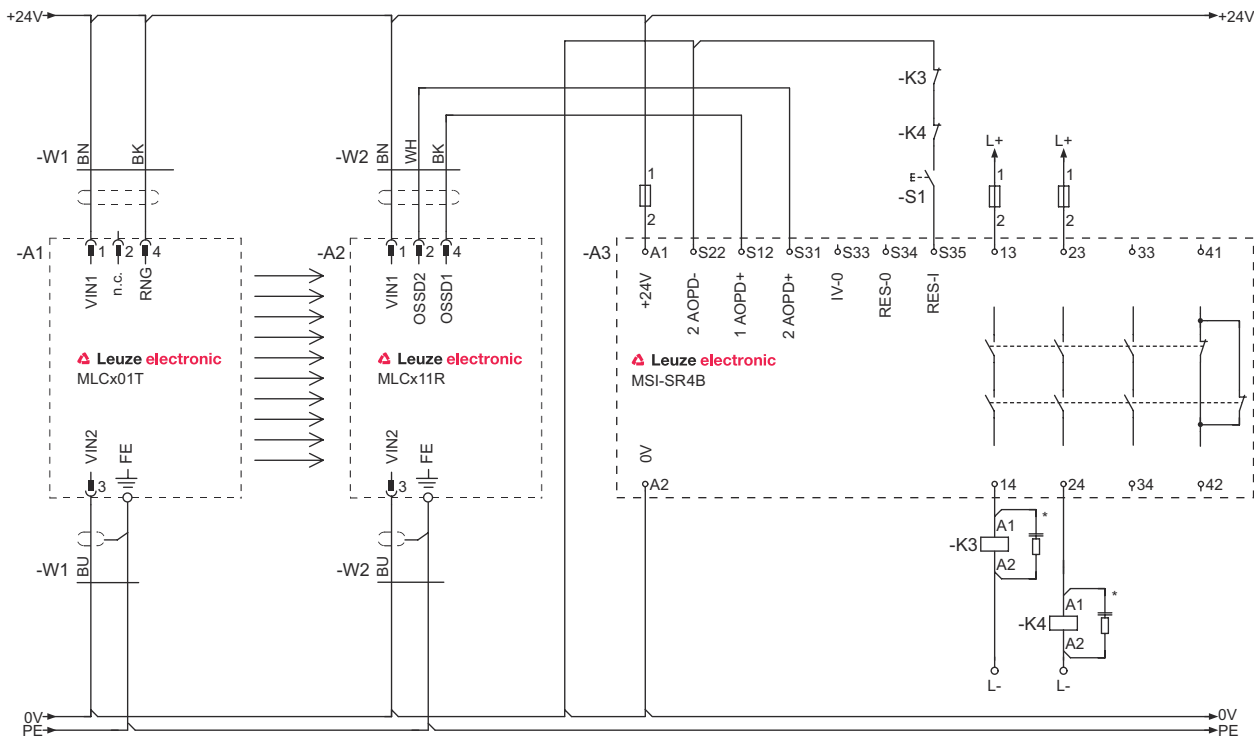 +24V +24V
-K3
-K4
E
-S1
-W1 BN BK
-W2 BN WH BK
1
2
L+
1
2
L+
1
2
-A1 1 2 4
-A2 1 2 4
-A3 A1 S22 S12 S31 S33 S34 S35 13 23 33 41
VIN1 n.c. RNG
VIN1 OSSD2 OSSD1
+24V 2 AOPD- 1 AOPD+ 2 AOPD+ IV-0 RES-0 RES-I
Leuze electronic
MLCx01T
Leuze electronic
MLCx11R
Leuze electronic
MSI-SR4B
VIN2 FE
VIN2 FE
0V
3
3
A2 14 24 34 42
-K3 A1 *
A2
-K4 A1 *
A2
-W1 BU
-W2 BU
L-
L-
0V 0V
PE PE